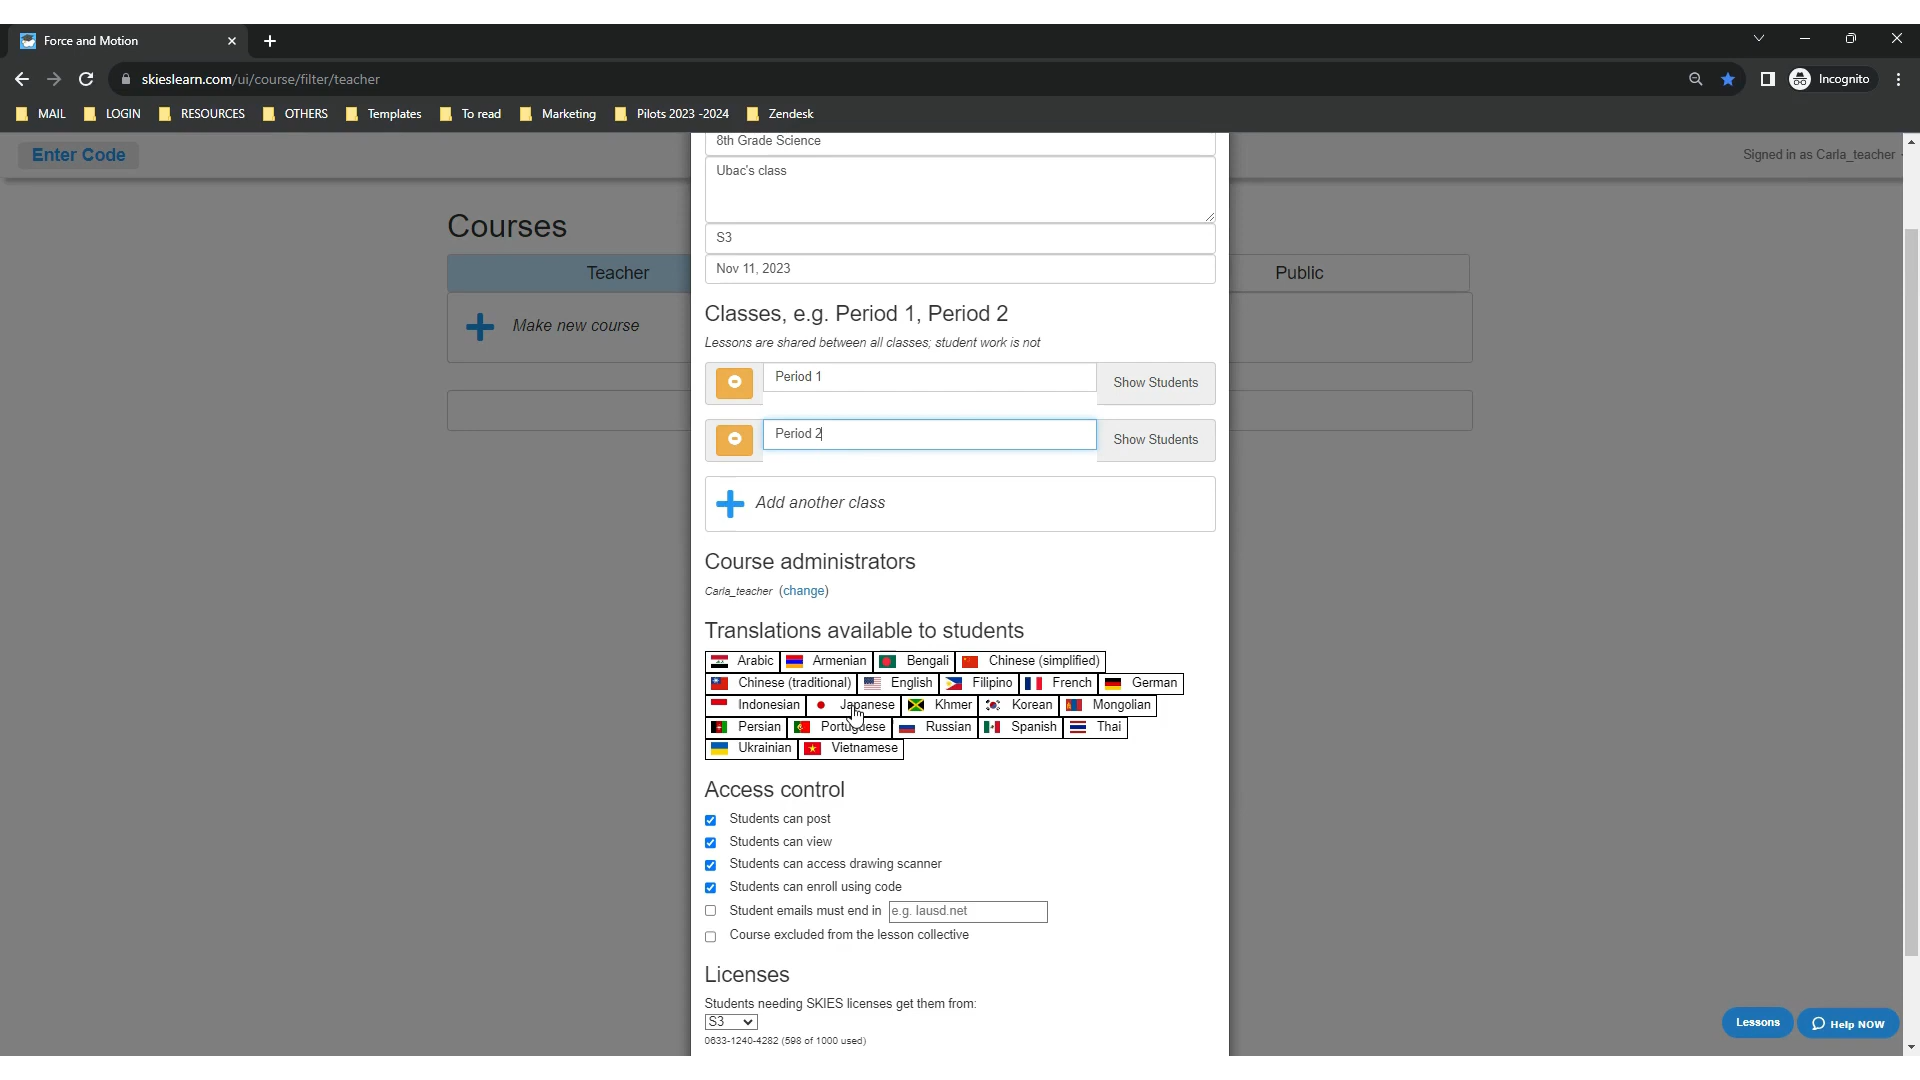 Force and Motion
skieslearn.com/ui/course/filter/teacher
Incognito
MAIL LOGIN RESOURCES OTHERS Templates To read Marketing Pilots 2023 -2024 Zendesk
Enter Code
Signed in as Carla_teacher
Courses
Teacher
Public
Make new course
8th Grade Science
Ubac's class
S3
Nov 11, 2023
Classes, e.g. Period 1, Period 2
Lessons are shared between all classes; student work is not
Period 1 Show Students
Period 2 Show Students
Add another class
Course administrators
Carla_teacher (change)
Translations available to students
Arabic Armenian Bengali Chinese (simplified)
Chinese (traditional) English Filipino French German
Indonesian Japanese Khmer Korean Mongolian
Persian Portuguese Russian Spanish Thai
Ukrainian Vietnamese
Access control
Students can post
Students can view
Students can access drawing scanner
Students can enroll using code
Student emails must end in e.g. lausd.net
Course excluded from the lesson collective
Licenses
Students needing SKIES licenses get them from:
S3
0633-1240-4282 (598 of 1000 used)
Lessons Help NOW